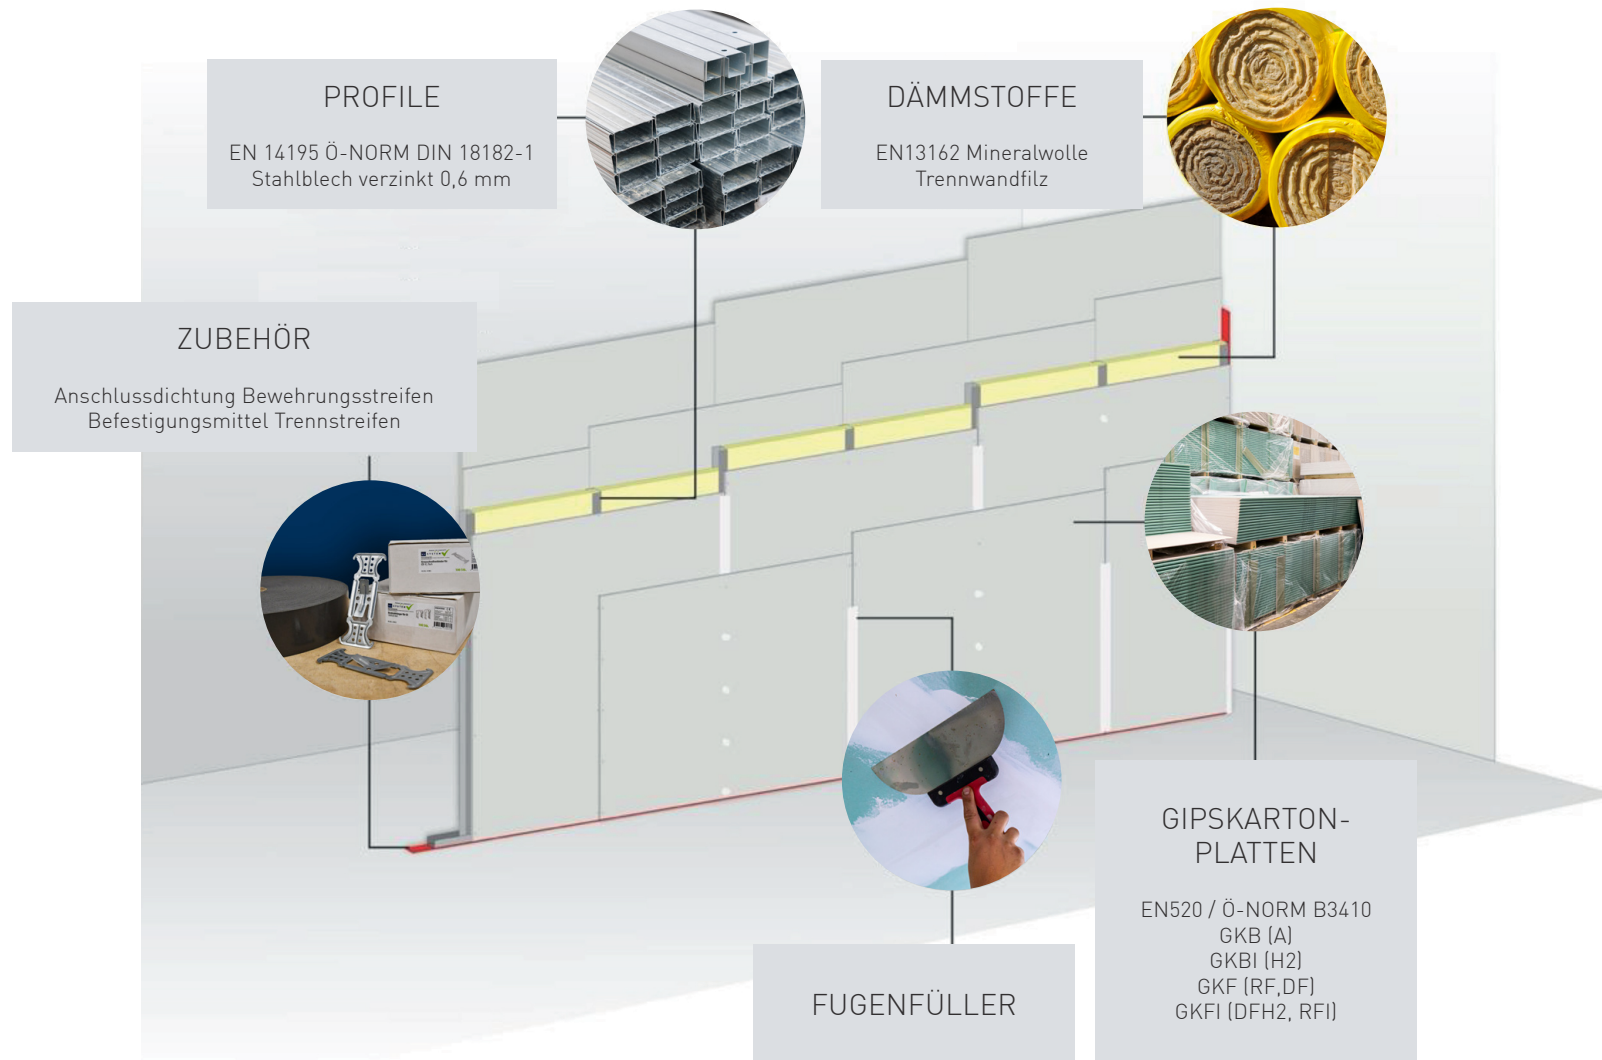 PROFILE
EN 14195 Ö-NORM DIN 18182-1
Stahlblech verzinkt 0,6 mm
DÄMMSTOFFE
EN13162 Mineralwolle
Trennwandfilz
ZUBEHÖR
Anschlussdichtung Bewehrungsstreifen
Befestigungsmittel Trennstreifen
GIPSKARTON-
PLATTEN
EN520 / Ö-NORM B3410
GKB (A)
GKBI (H2)
GKF (RF,DF)
GKFI (DFH2, RFI)
FUGENFÜLLER